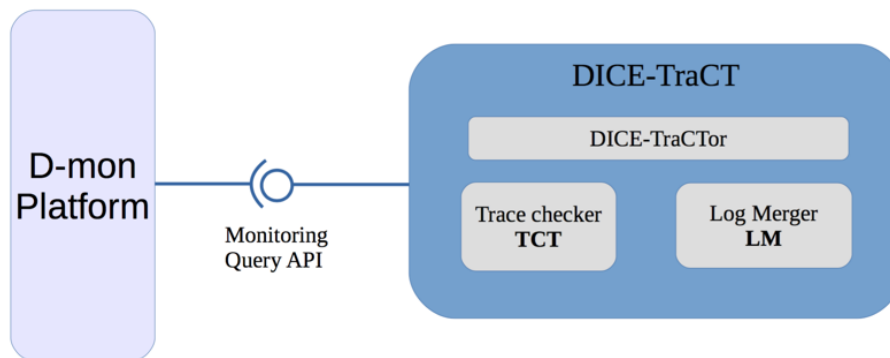 D-mon
Platform
Monitoring
Query API
DICE-TraCT
DICE-TraCTor
Trace checker
TCT
Log Merger
LM